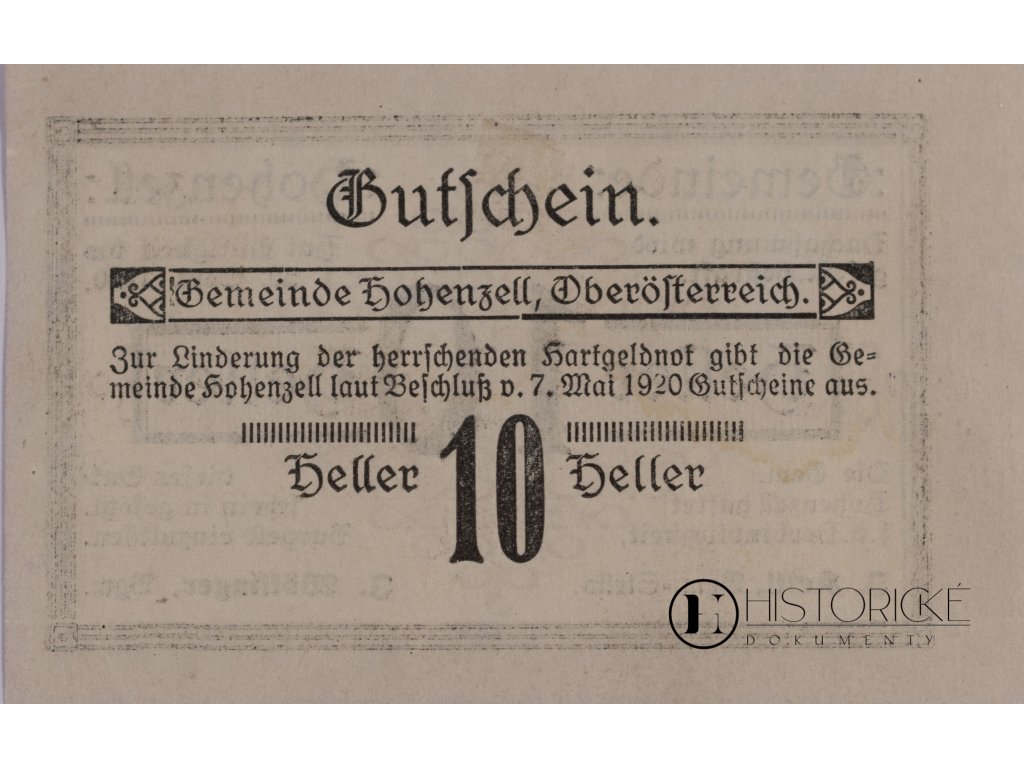 Gutschein.
Gemeinde Hohenzell, Oberösterreich.
Zur Linderung der herrschenden Hartgeldnot gibt die Ge=
meinde Hohenzell laut Beschluß v. 7. Mai 1920 Gutscheine aus.
Heller 10 Heller
HISTORICKÉ
DOKUMENTY